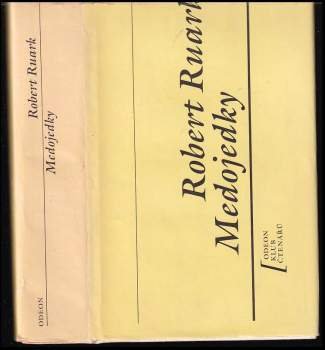 Robert Ruark
Medojedky
ODEON
Robert Ruark
Medojedky
ODEON
KLUB
ČTENÁŘŮ